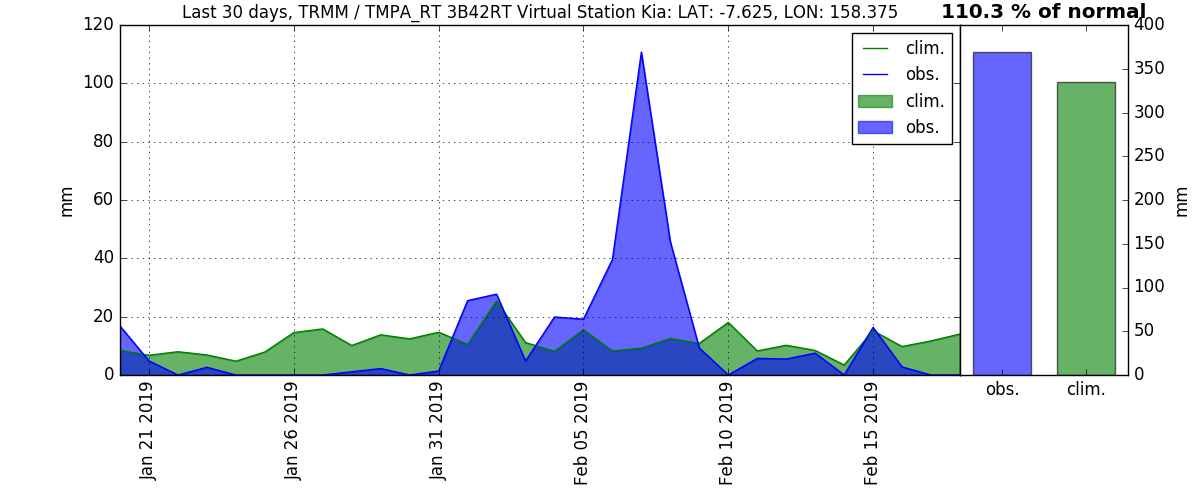 Last 30 days, TRMM / TMPA_RT 3B42RT Virtual Station Kia: LAT: -7.625, LON: 158.375
110.3 % of normal
120
100
80
60
40
20
0
mm
clim.
obs.
clim.
obs.
400
350
300
250
200
150
100
50
0
mm
Jan 21 2019
Jan 26 2019
Jan 31 2019
Feb 05 2019
Feb 10 2019
Feb 15 2019
obs.
clim.